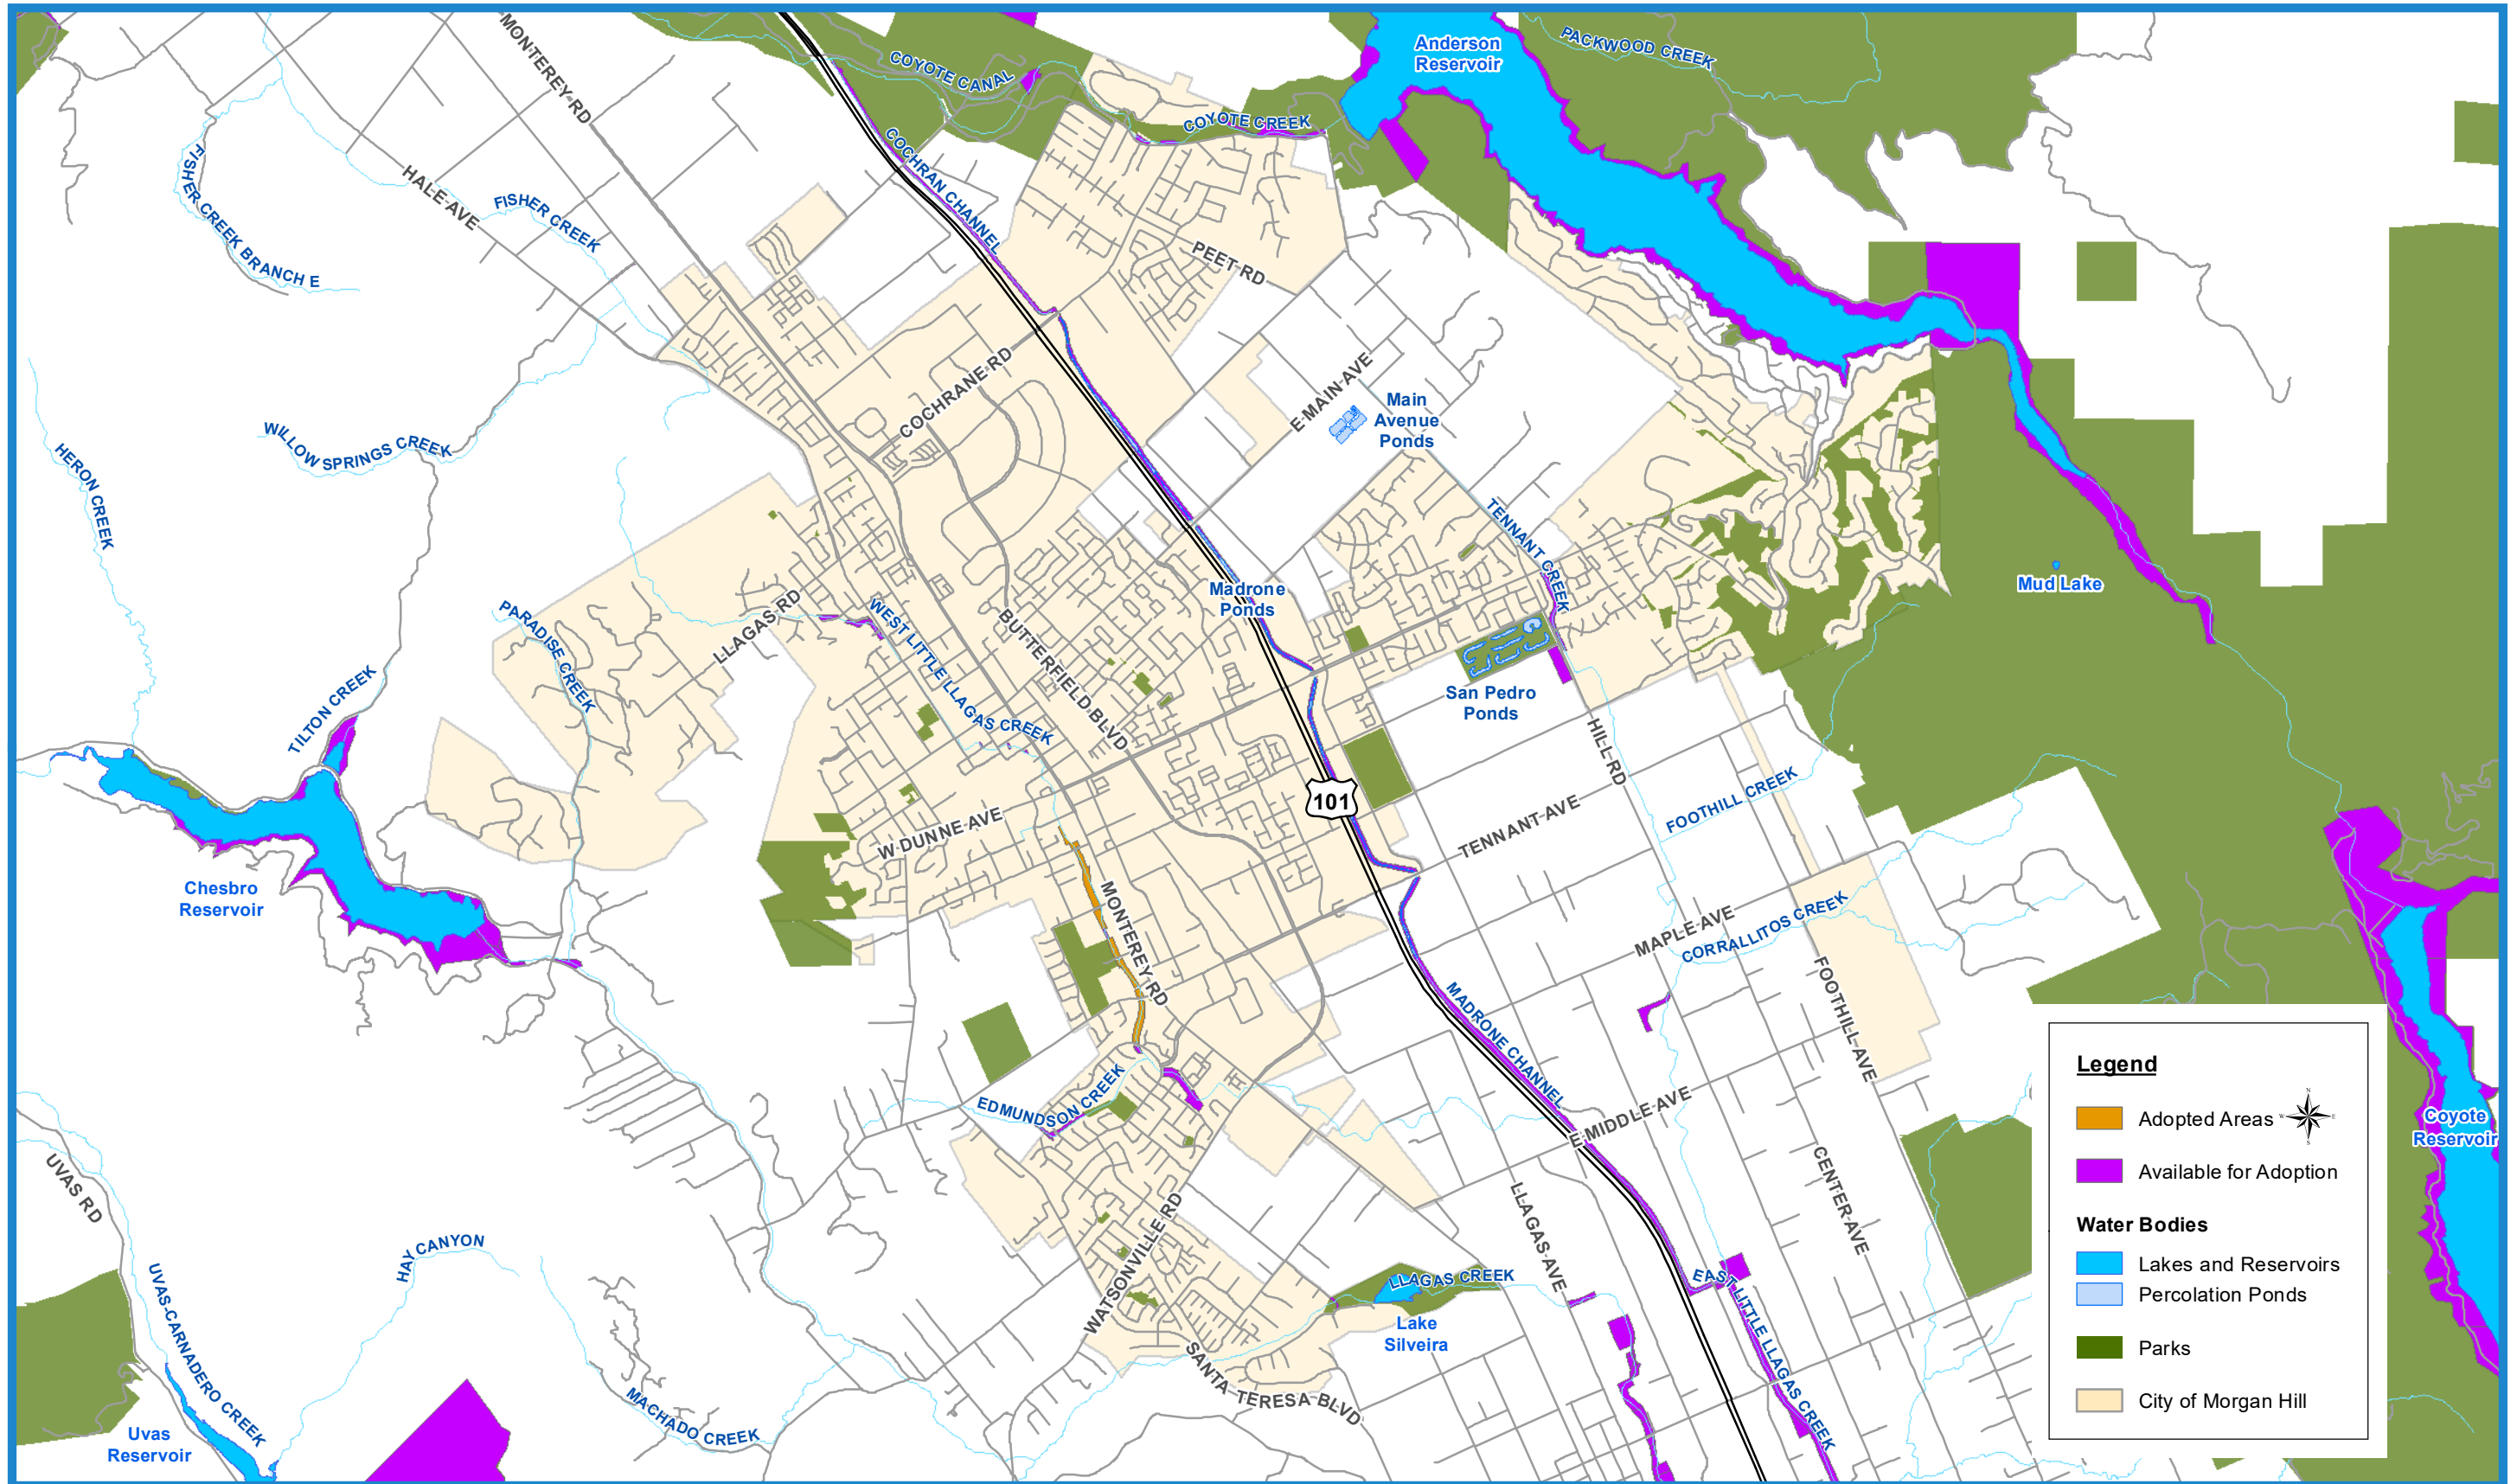 MONTEREY-RD
COYOTE CANAL
Anderson
Reservoir
PACKWOOD CREEK
COYOTE CREEK
COCHRAN CHANNEL
FISHER CREEK BRANCH E
HALE-AVE
FISHER CREEK
PEET RD
COCHRANE RD
E-MAIN-AVE
Main
Avenue
Ponds
WILLOW SPRINGS CREEK
HERON CREEK
TENNANT CREEK
Mud Lake
Madrone
Ponds
PARADISE CREEK
LLAGAS RD
WEST LITTLE LLAGAS CREEK
BUTTERFIELD BLVD
San Pedro
Ponds
TILTON CREEK
HILL-RD
101
FOOTHILL CREEK
TENNANT-AVE
W-DUNNE-AVE
Chesbro
Reservoir
MONTEREY RD
MAPLE-AVE
CORRALLITOS CREEK
FOOTHILL-AVE
MADRONE CHANNEL
EDMUNDSON CREEK
E-MIDDLE-AVE
UVAS RD
CENTER-AVE
LLAGAS-AVE
WATSONVILLE RD
HAY CANYON
UVAS-CARNADERO CREEK
LLAGAS CREEK
Lake
Silveira
EAST LITTLE LLAGAS CREEK
SANTA TERESA BLVD
MACHADO CREEK
Uvas
Reservoir
Coyote
Reservoir
Legend
Adopted Areas
N
W E
S
Available for Adoption
Water Bodies
Lakes and Reservoirs
Percolation Ponds
Parks
City of Morgan Hill